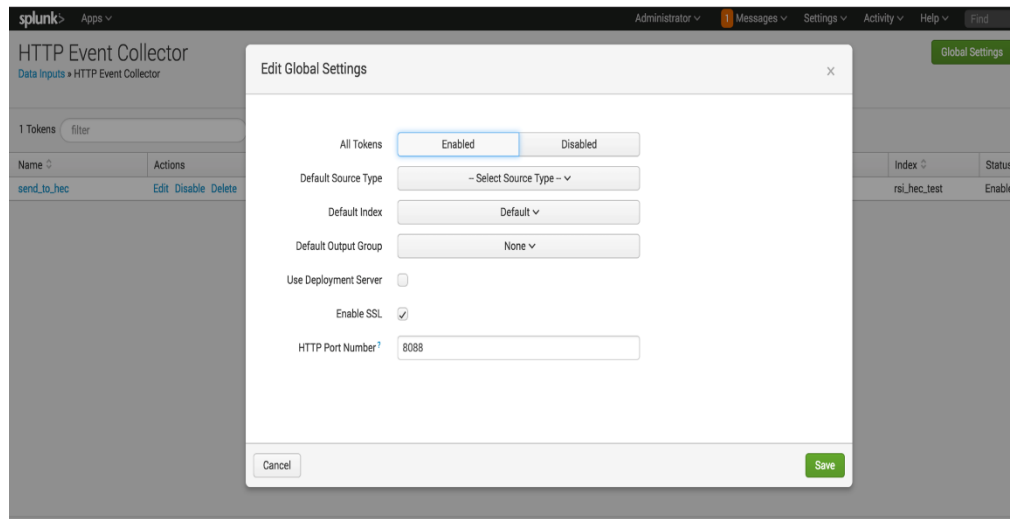 splunk> Apps Administrator 1 Messages Settings Activity Help Find
HTTP Event Collector
Data Inputs » HTTP Event Collector
Global Settings
Edit Global Settings
x
1 Tokens filter
Name Actions Index Status
send_to_hec Edit Disable Delete rsi_hec_test Enable
All Tokens Enabled Disabled
Default Source Type -- Select Source Type --
Default Index Default
Default Output Group None
Use Deployment Server
Enable SSL
HTTP Port Number ? 8088
Cancel Save